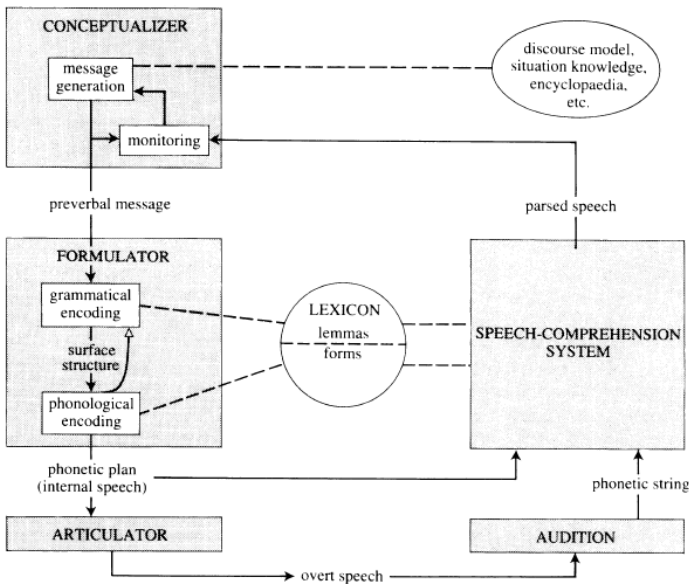 CONCEPTUALIZER
message
generation
monitoring
discourse model,
situation knowledge,
encyclopaedia,
etc.
preverbal message
parsed speech
FORMULATOR
grammatical
encoding
surface
structure
phonological
encoding
LEXICON
lemmas
forms
SPEECH-COMPREHENSION
SYSTEM
phonetic plan
(internal speech)
phonetic string
ARTICULATOR
AUDITION
overt speech